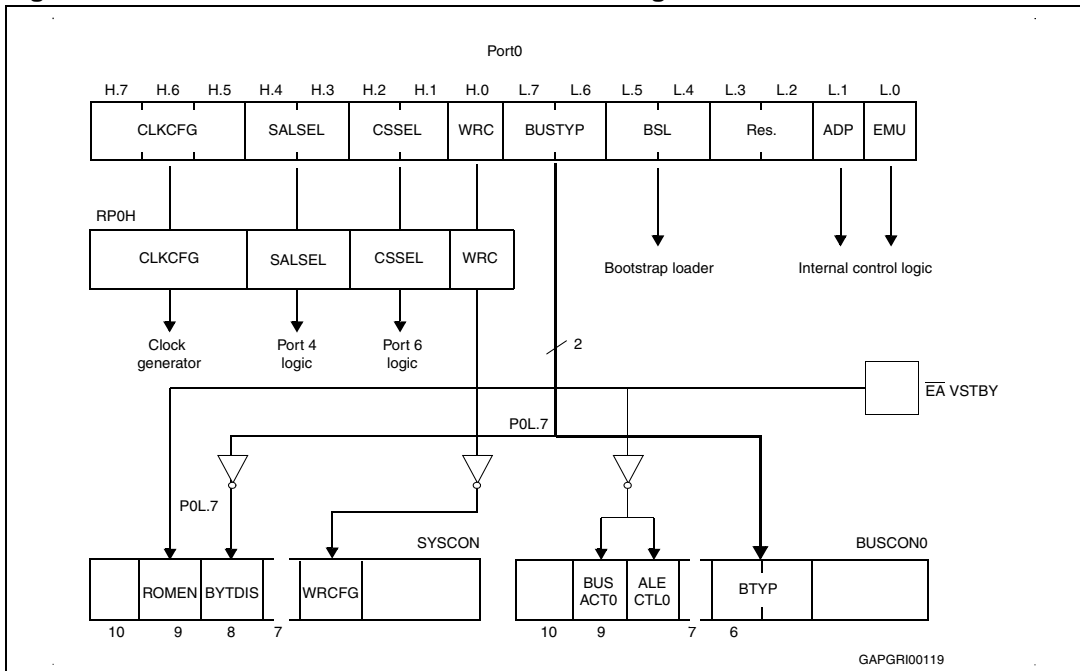 Port0
H.7 H.6 H.5 H.4 H.3 H.2 H.1 H.0 L.7 L.6 L.5 L.4 L.3 L.2 L.1 L.0
CLKCFG SALSEL CSSEL WRC BUSTYP BSL Res. ADP EMU
RP0H
CLKCFG SALSEL CSSEL WRC
Bootstrap loader Internal control logic
Clock generator
Port 4 logic
Port 6 logic
2
EA VSTBY
P0L.7
P0L.7
SYSCON BUSCON0
ROMEN BYTDIS WRCFG BUS ACT0 ALE CTL0 BTYP
10 9 8 7 10 9 7 6
GAPGRI00119